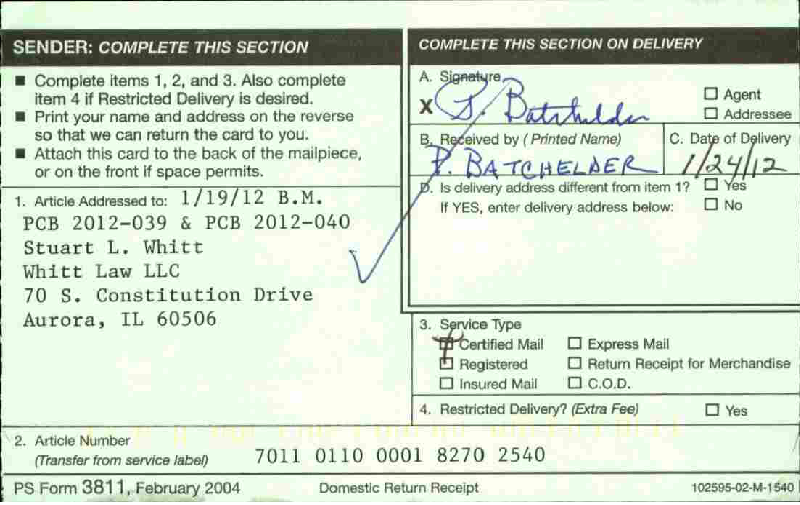 SENDER: COMPLETE THIS SECTION
■ Complete items 1, 2, and 3. Also complete
item 4 if Restricted Delivery is desired.
■ Print your name and address on the reverse
so that we can return the card to you.
■ Attach this card to the back of the mailpiece,
or on the front if space permits.
1. Article Addressed to: 1/19/12 B.M.
PCB 2012-039 & PCB 2012-040
Stuart L. Whitt
Whitt Law LLC
70 S. Constitution Drive
Aurora, IL 60506
COMPLETE THIS SECTION ON DELIVERY
A. Signature
X P. Batchelder
☐ Agent
☐ Addressee
B. Received by (Printed Name)
P. BATCHELDER
C. Date of Delivery
1/24/12
D. Is delivery address different from item 1? ☐ Yes
If YES, enter delivery address below: ☐ No
3. Service Type
Certified Mail ☐ Express Mail
☐ Registered ☐ Return Receipt for Merchandise
☐ Insured Mail ☐ C.O.D.
4. Restricted Delivery? (Extra Fee) ☐ Yes
2. Article Number
(Transfer from service label) 7011 0110 0001 8270 2540
PS Form 3811, February 2004 Domestic Return Receipt 102595-02-M-1540